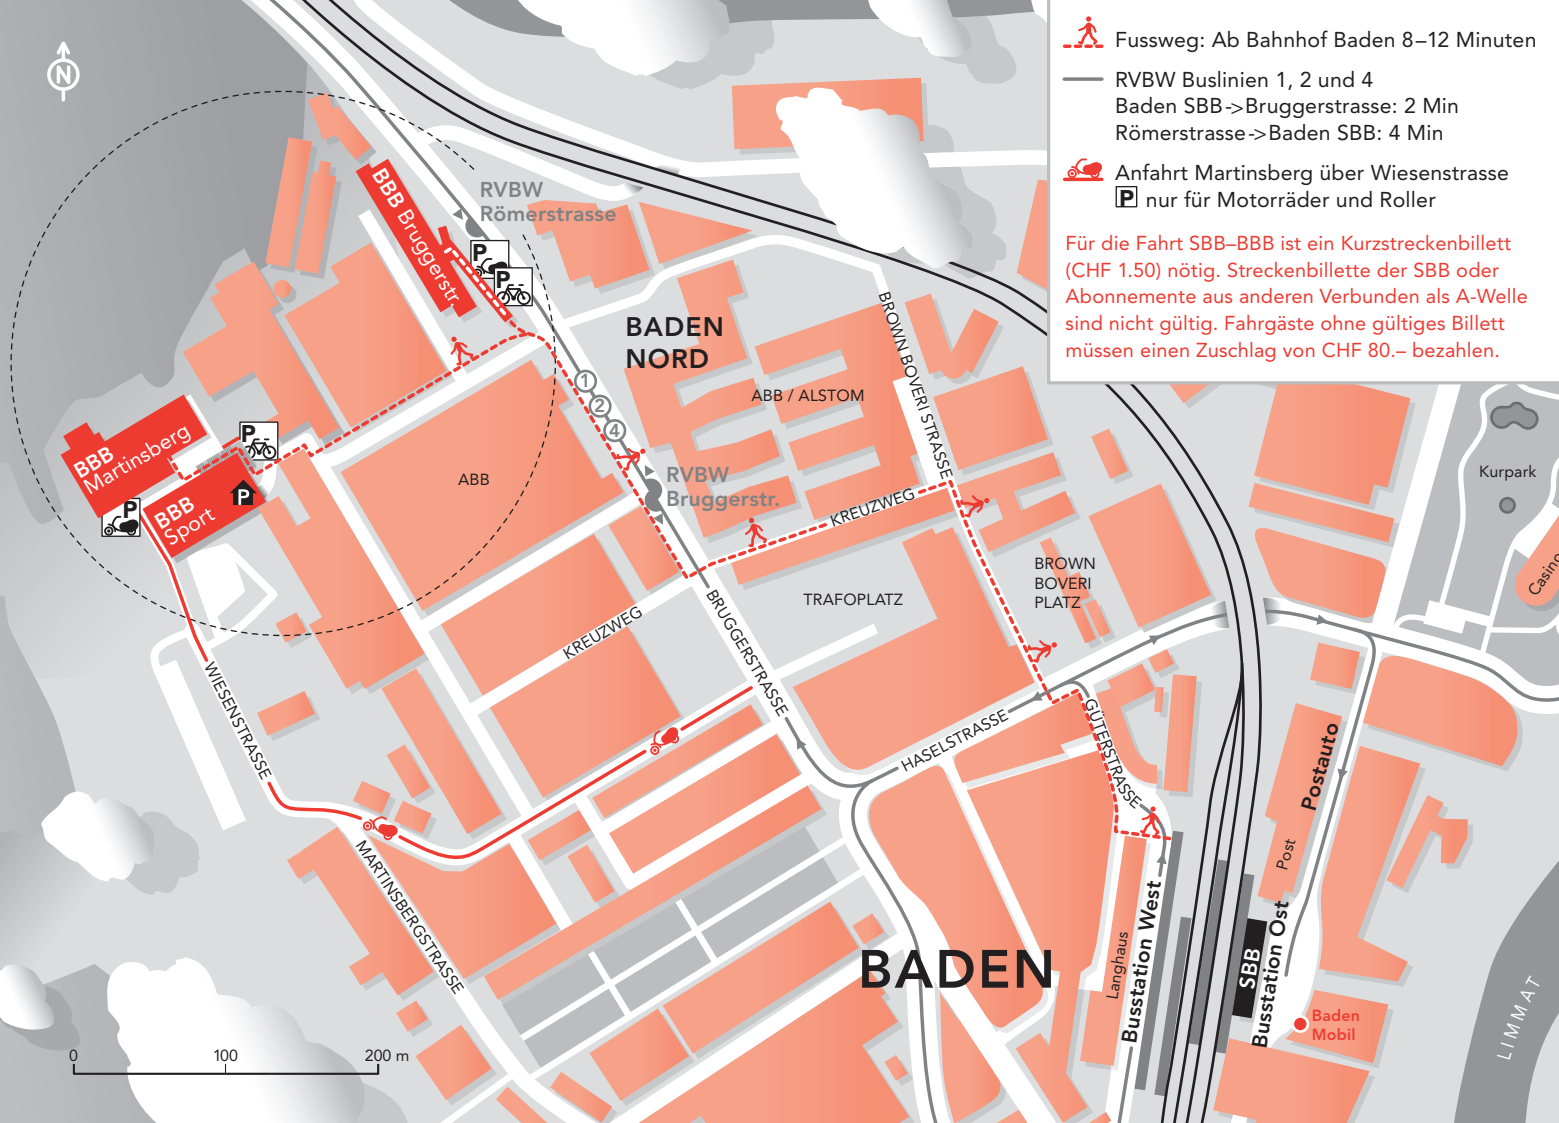 Fussweg: Ab Bahnhof Baden 8–12 Minuten
RVBW Buslinien 1, 2 und 4
Baden SBB->Bruggerstrasse: 2 Min
Römerstrasse->Baden SBB: 4 Min
Anfahrt Martinsberg über Wiesenstrasse
P nur für Motorräder und Roller
Für die Fahrt SBB–BBB ist ein Kurzstreckenbillett
(CHF 1.50) nötig. Streckenbillette der SBB oder
Abonnemente aus anderen Verbunden als A-Welle
sind nicht gültig. Fahrgäste ohne gültiges Billett
müssen einen Zuschlag von CHF 80.– bezahlen.
N
BBB Bruggerstr.
RVBW
Römerstrasse
P
P
BADEN
NORD
BROWN BOVERI STRASSE
ABB / ALSTOM
1
2
4
BBB
Martinsberg
P
P
BBB
Sport
P
ABB
RVBW
Bruggerstr.
KREUZWEG
Kurpark
Casino
BROWN
BOVERI
PLATZ
TRAFOPLATZ
KREUZWEG
BRUGGERSTRASSE
WIESENSTRASSE
HASELSTRASSE
GÜTERSTRASSE
Postauto
Post
MARTINSBERGSTRASSE
BADEN
Langhaus
Busstation West
SBB
Busstation Ost
Baden
Mobil
LIMMAT
0 100 200 m